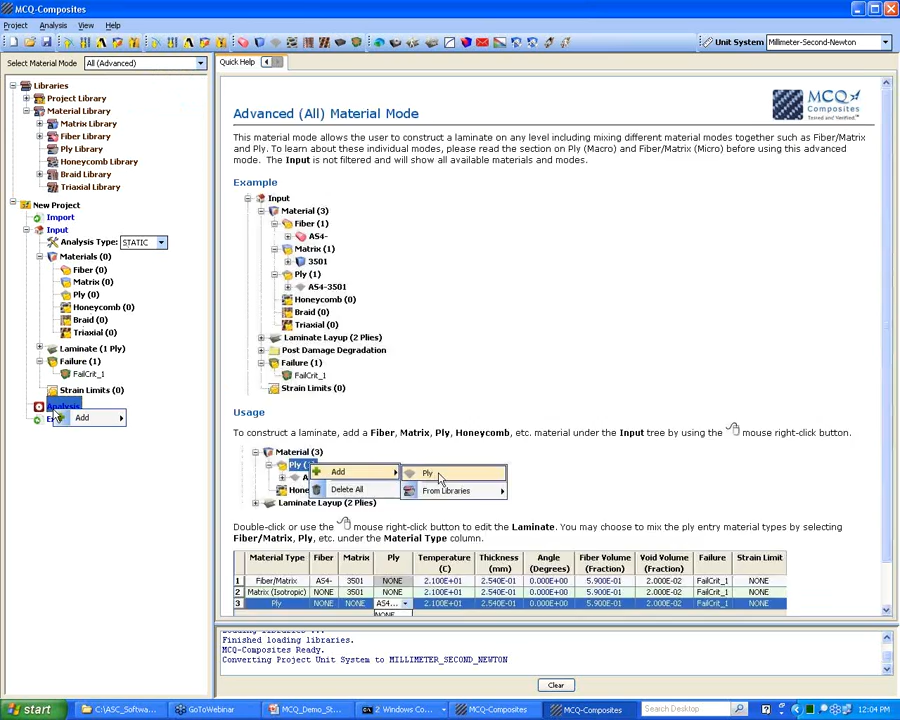 MCQ-Composites
Project Analysis View Help
Unit System Millimeter-Second-Newton
Select Material Mode All (Advanced)
Quick Help
Libraries
Project Library
Material Library
Matrix Library
Fiber Library
Ply Library
Honeycomb Library
Braid Library
Triaxial Library
New Project
Import
Input
Analysis Type: STATIC
Materials (0)
Fiber (0)
Matrix (0)
Ply (0)
Honeycomb (0)
Braid (0)
Triaxial (0)
Laminate (1 Ply)
Failure (1)
FailCrit_1
Strain Limits (0)
Analysis
Add
Advanced (All) Material Mode
MCQ
Composites
Tested and Verified.™
This material mode allows the user to construct a laminate on any level including mixing different material modes together such as Fiber/Matrix
and Ply. To learn about these individual modes, please read the section on Ply (Macro) and Fiber/Matrix (Micro) before using this advanced
mode. The Input is not filtered and will show all available materials and modes.
Example
Input
Material (3)
Fiber (1)
AS4-
Matrix (1)
3501
Ply (1)
AS4-3501
Honeycomb (0)
Braid (0)
Triaxial (0)
Laminate Layup (2 Plies)
Post Damage Degradation
Failure (1)
FailCrit_1
Strain Limits (0)
Usage
To construct a laminate, add a Fiber, Matrix, Ply, Honeycomb, etc. material under the Input tree by using the mouse right-click button.
Material (3)
Ply (
Add
Ply
A
Hone
Delete All
From Libraries
Laminate Layup (2 Plies)
Double-click or use the mouse right-click button to edit the Laminate. You may choose to mix the ply entry material types by selecting
Fiber/Matrix, Ply, etc. under the Material Type column.
Material Type Fiber Matrix Ply Temperature (C) Thickness (mm) Angle (Degrees) Fiber Volume (Fraction) Void Volume (Fraction) Failure Strain Limit
1 Fiber/Matrix AS4- 3501 NONE 2.100E+01 2.540E-01 0.000E+00 5.900E-01 2.000E-02 FailCrit_1 NONE
2 Matrix (Isotropic) NONE 3501 NONE 2.100E+01 2.540E-01 0.000E+00 5.900E-01 2.000E-02 FailCrit_1 NONE
3 Ply NONE NONE AS4... 2.100E+01 2.540E-01 0.000E+00 5.900E-01 2.000E-02 FailCrit_1 NONE
NONE
Loading libraries ...
Finished loading libraries.
MCQ-Composites Ready.
Converting Project Unit System to MILLIMETER_SECOND_NEWTON
Clear
start
C:\ASC_Softwa...
GoToWebinar
MCQ_Demo_St...
2 Windows Co...
MCQ-Composites
MCQ-Composites
Search Desktop
12:04 PM